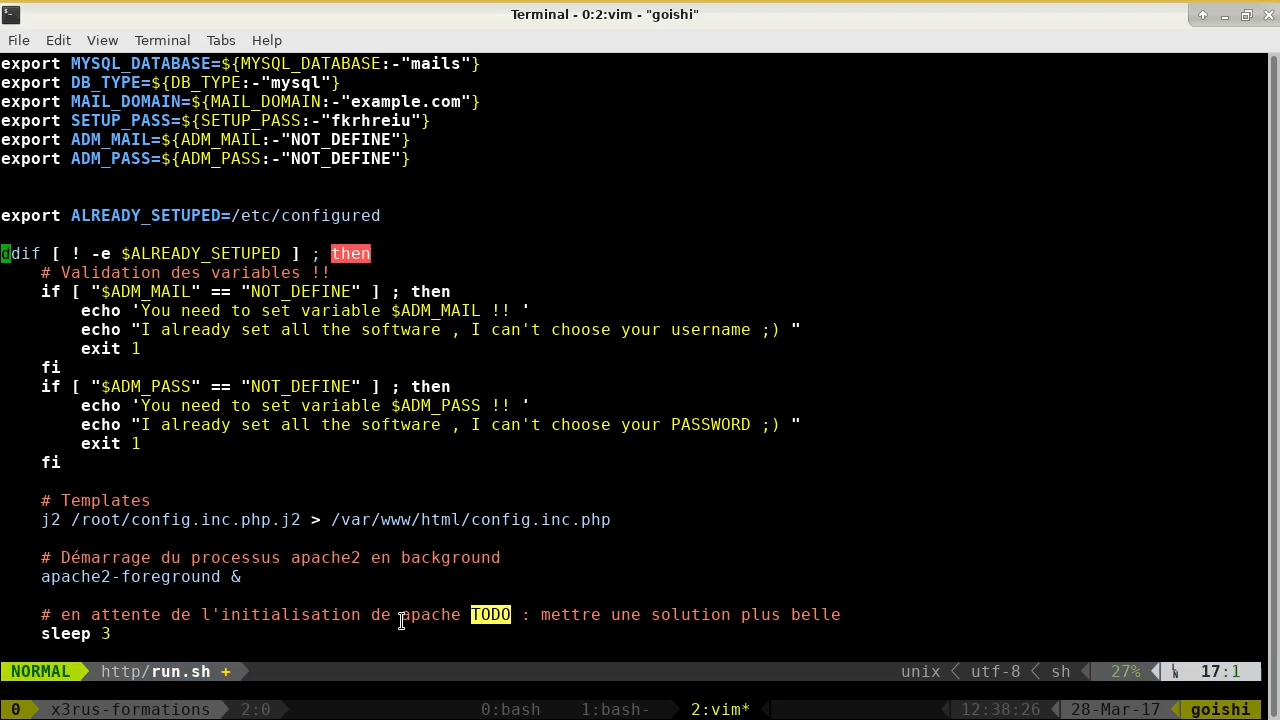 Terminal - 0:2:vim - "goishi"
File Edit View Terminal Tabs Help
export MYSQL_DATABASE=${MYSQL_DATABASE:-"mails"}
export DB_TYPE=${DB_TYPE:-"mysql"}
export MAIL_DOMAIN=${MAIL_DOMAIN:-"example.com"}
export SETUP_PASS=${SETUP_PASS:-"fkrhreiu"}
export ADM_MAIL=${ADM_MAIL:-"NOT_DEFINE"}
export ADM_PASS=${ADM_PASS:-"NOT_DEFINE"}
export ALREADY_SETUPED=/etc/configured
ddif [ ! -e $ALREADY_SETUPED ] ; then
# Validation des variables !!
if [ "$ADM_MAIL" == "NOT_DEFINE" ] ; then
echo 'You need to set variable $ADM_MAIL !! '
echo "I already set all the software , I can't choose your username ;) "
exit 1
fi
if [ "$ADM_PASS" == "NOT_DEFINE" ] ; then
echo 'You need to set variable $ADM_PASS !! '
echo "I already set all the software , I can't choose your PASSWORD ;) "
exit 1
fi
# Templates
j2 /root/config.inc.php.j2 > /var/www/html/config.inc.php
# Démarrage du processus apache2 en background
apache2-foreground &
# en attente de l'initialisation de apache TODO : mettre une solution plus belle
sleep 3
NORMAL http/run.sh + unix utf-8 sh 27% 17:1
0 x3rus-formations 2:0 0:bash 1:bash- 2:vim* 12:38:26 28-Mar-17 goishi